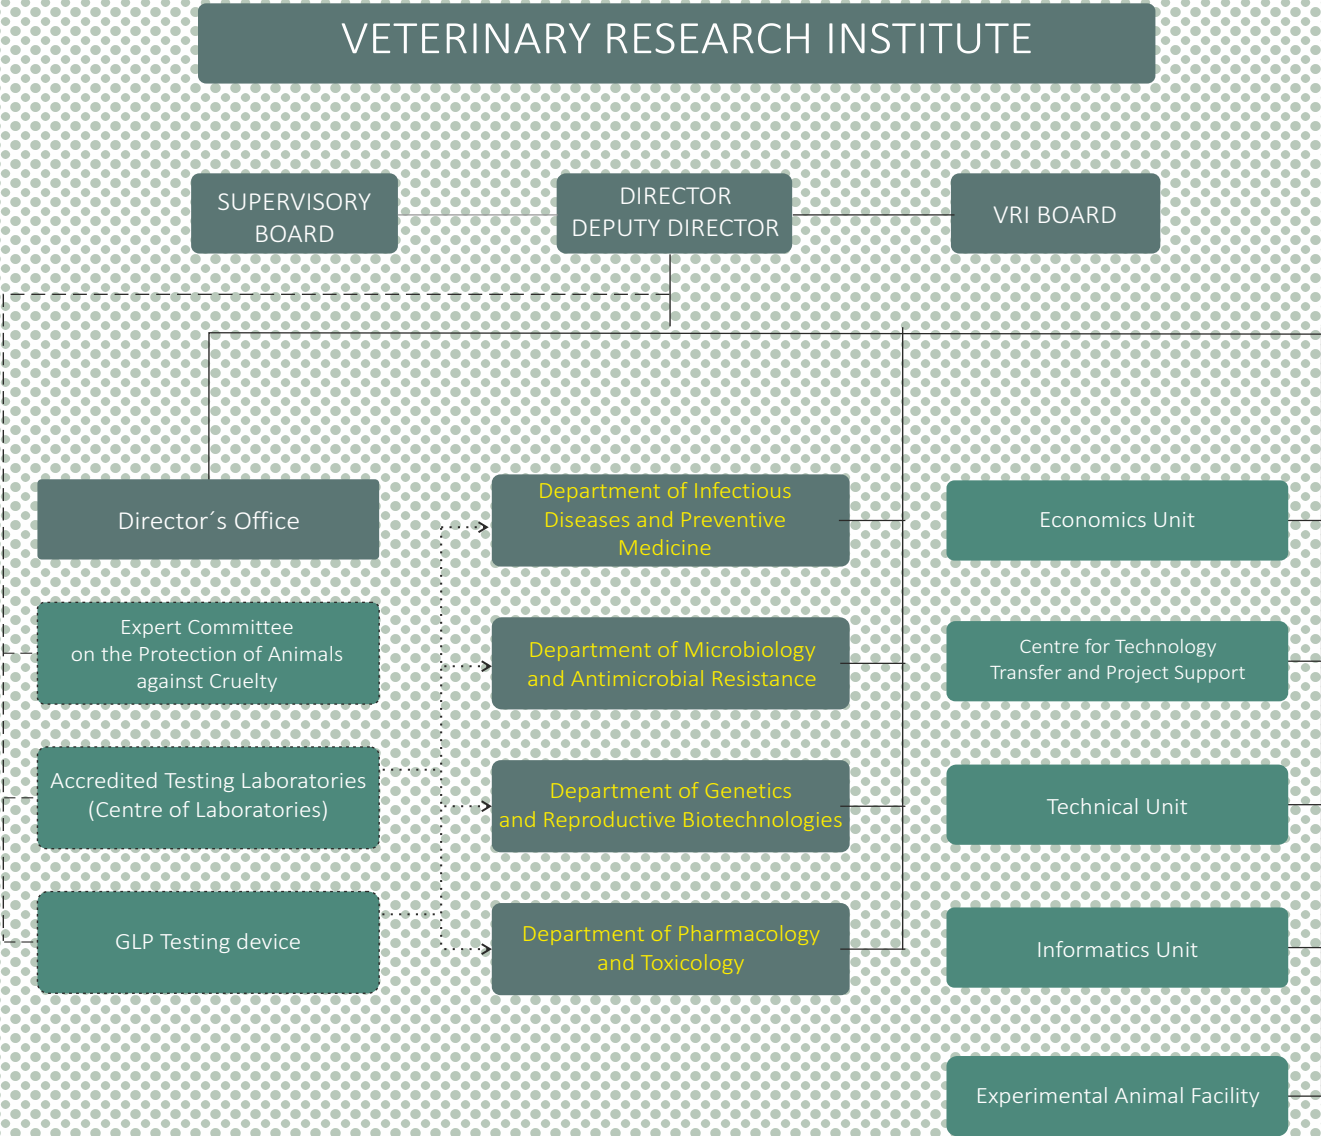 VETERINARY RESEARCH INSTITUTE
SUPERVISORY
BOARD
DIRECTOR
DEPUTY DIRECTOR
VRI BOARD
Director´s Office
Expert Committee
on the Protection of Animals
against Cruelty
Accredited Testing Laboratories
(Centre of Laboratories)
GLP Testing device
Department of Infectious
Diseases and Preventive
Medicine
Department of Microbiology
and Antimicrobial Resistance
Department of Genetics
and Reproductive Biotechnologies
Department of Pharmacology
and Toxicology
Economics Unit
Centre for Technology
Transfer and Project Support
Technical Unit
Informatics Unit
Experimental Animal Facility